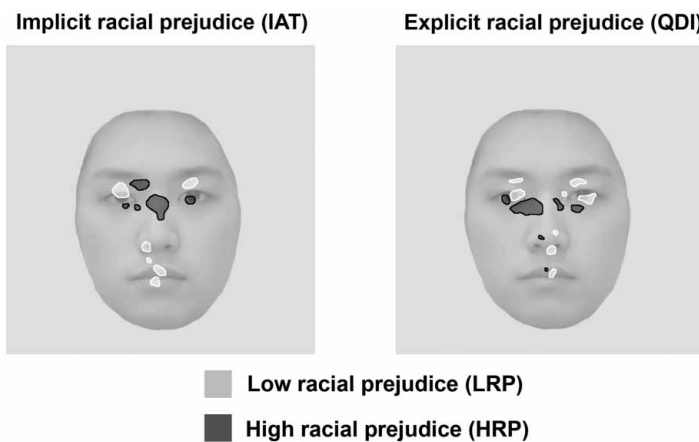 Implicit racial prejudice (IAT)
Explicit racial prejudice (QDI)
Low racial prejudice (LRP)
High racial prejudice (HRP)